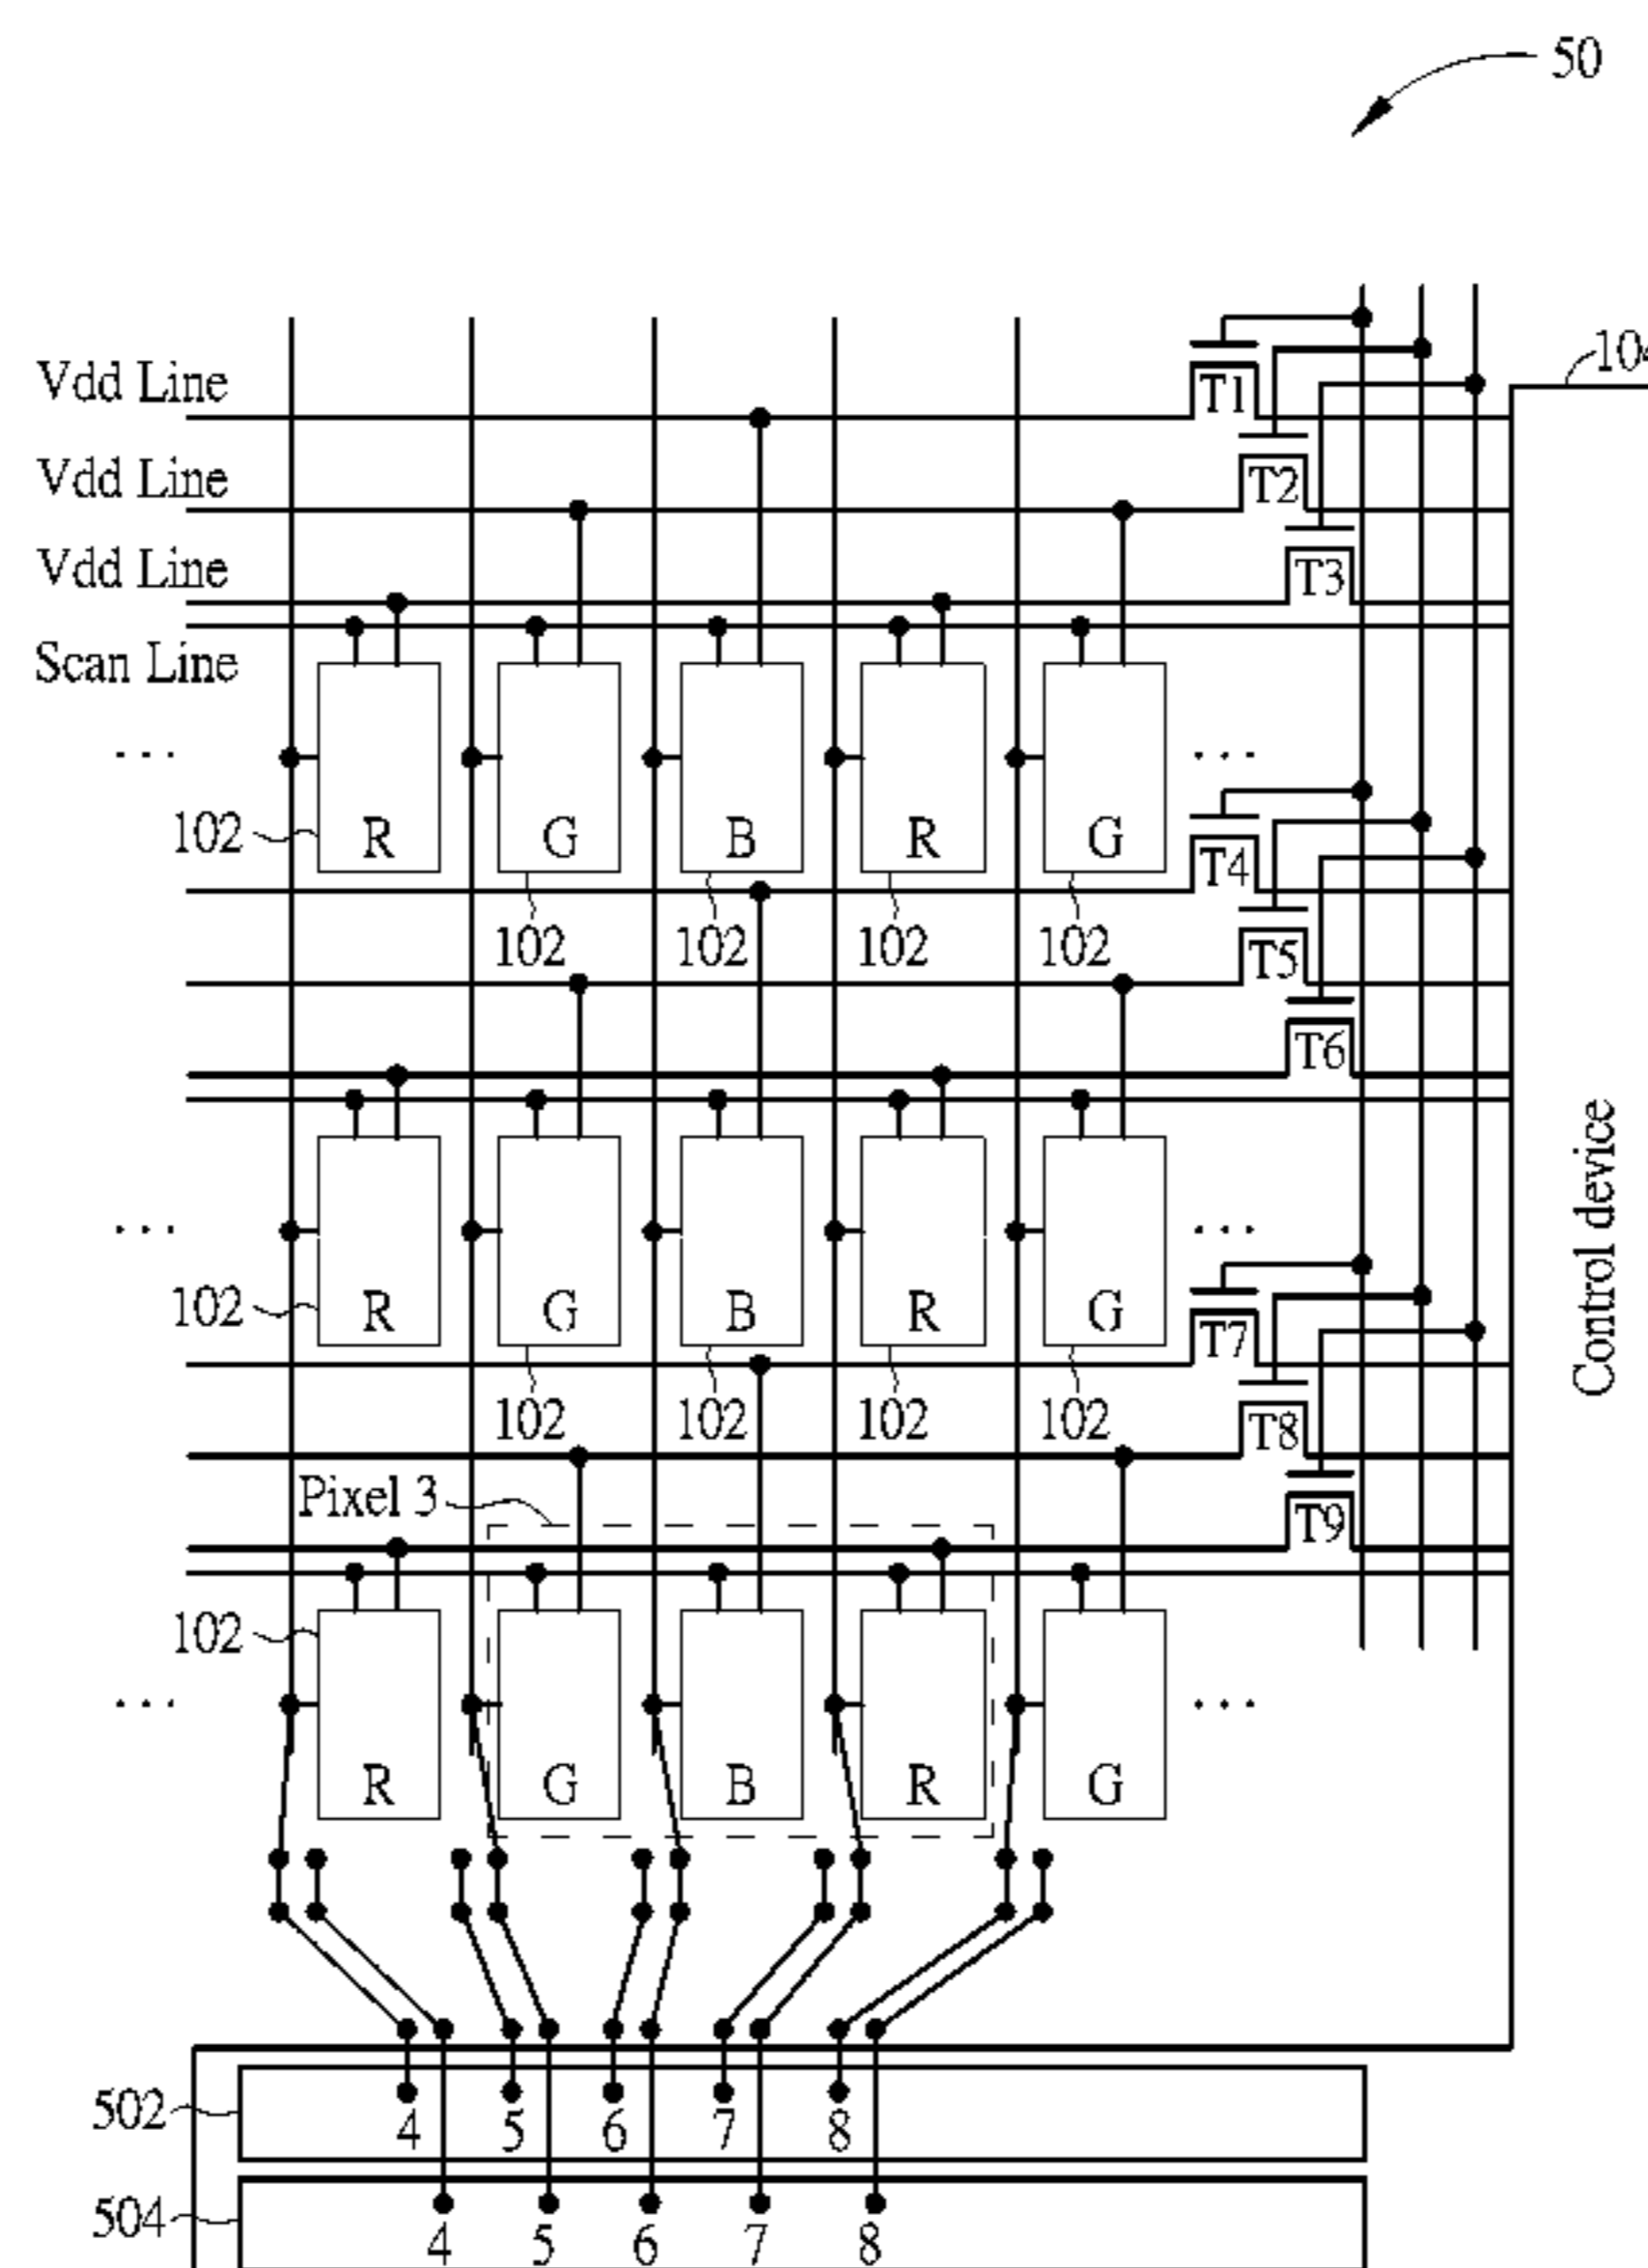 50
104
Vdd Line
T1
Vdd Line
T2
Vdd Line
T3
Scan Line
... ...
102 R G B R G
T4
102 102 102 102
T5
T6
Control device
... ...
102 R G B R G
T7
102 102 102 102
T8
Pixel 3
T9
102
... ...
R G B R G
502
4 5 6 7 8
504
4 5 6 7 8